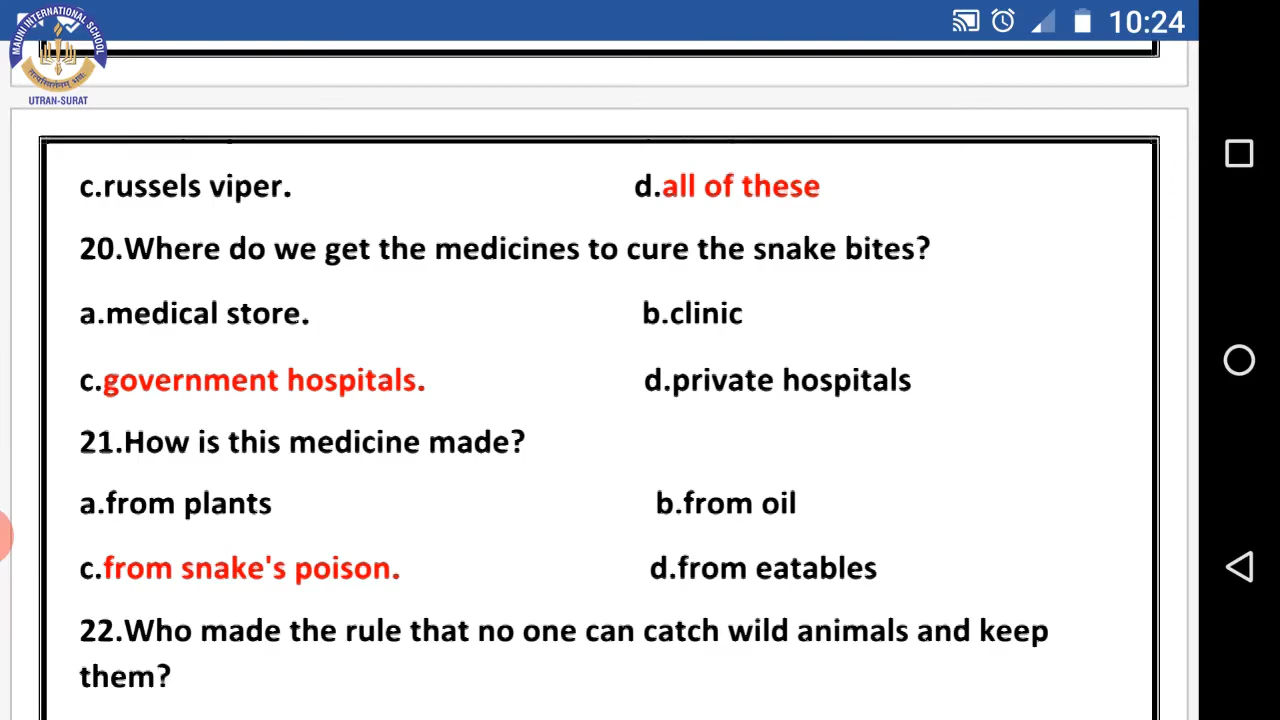 10:24
MAUNI INTERNATIONAL SCHOOL
UTRAN-SURAT
c.russels viper. d.all of these
20.Where do we get the medicines to cure the snake bites?
a.medical store. b.clinic
c.government hospitals. d.private hospitals
21.How is this medicine made?
a.from plants b.from oil
c.from snake's poison. d.from eatables
22.Who made the rule that no one can catch wild animals and keep
them?